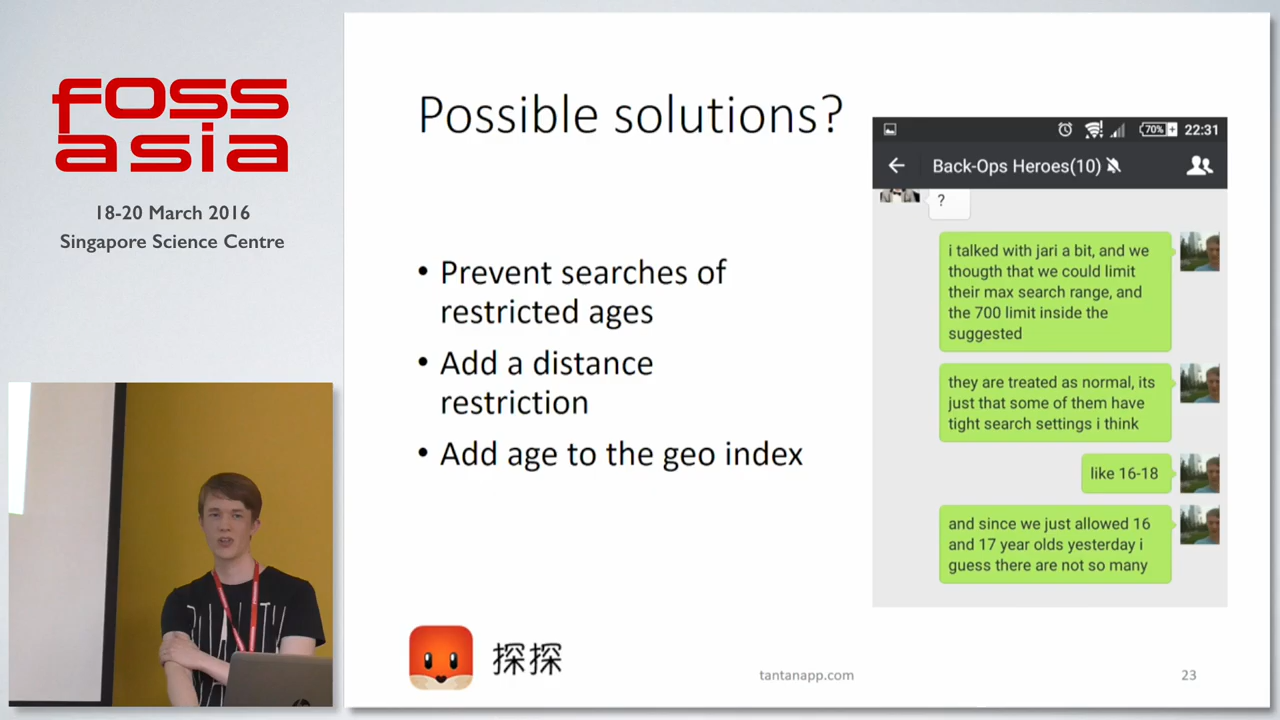 fOSS
asia
18-20 March 2016
Singapore Science Centre
Possible solutions?
• Prevent searches of
restricted ages
• Add a distance
restriction
• Add age to the geo index
70% 22:31
Back-Ops Heroes(10)
?
i talked with jari a bit, and we
thougth that we could limit
their max search range, and
the 700 limit inside the
suggested
they are treated as normal, its
just that some of them have
tight search settings i think
like 16-18
and since we just allowed 16
and 17 year olds yesterday i
guess there are not so many
探探
tantanapp.com
23